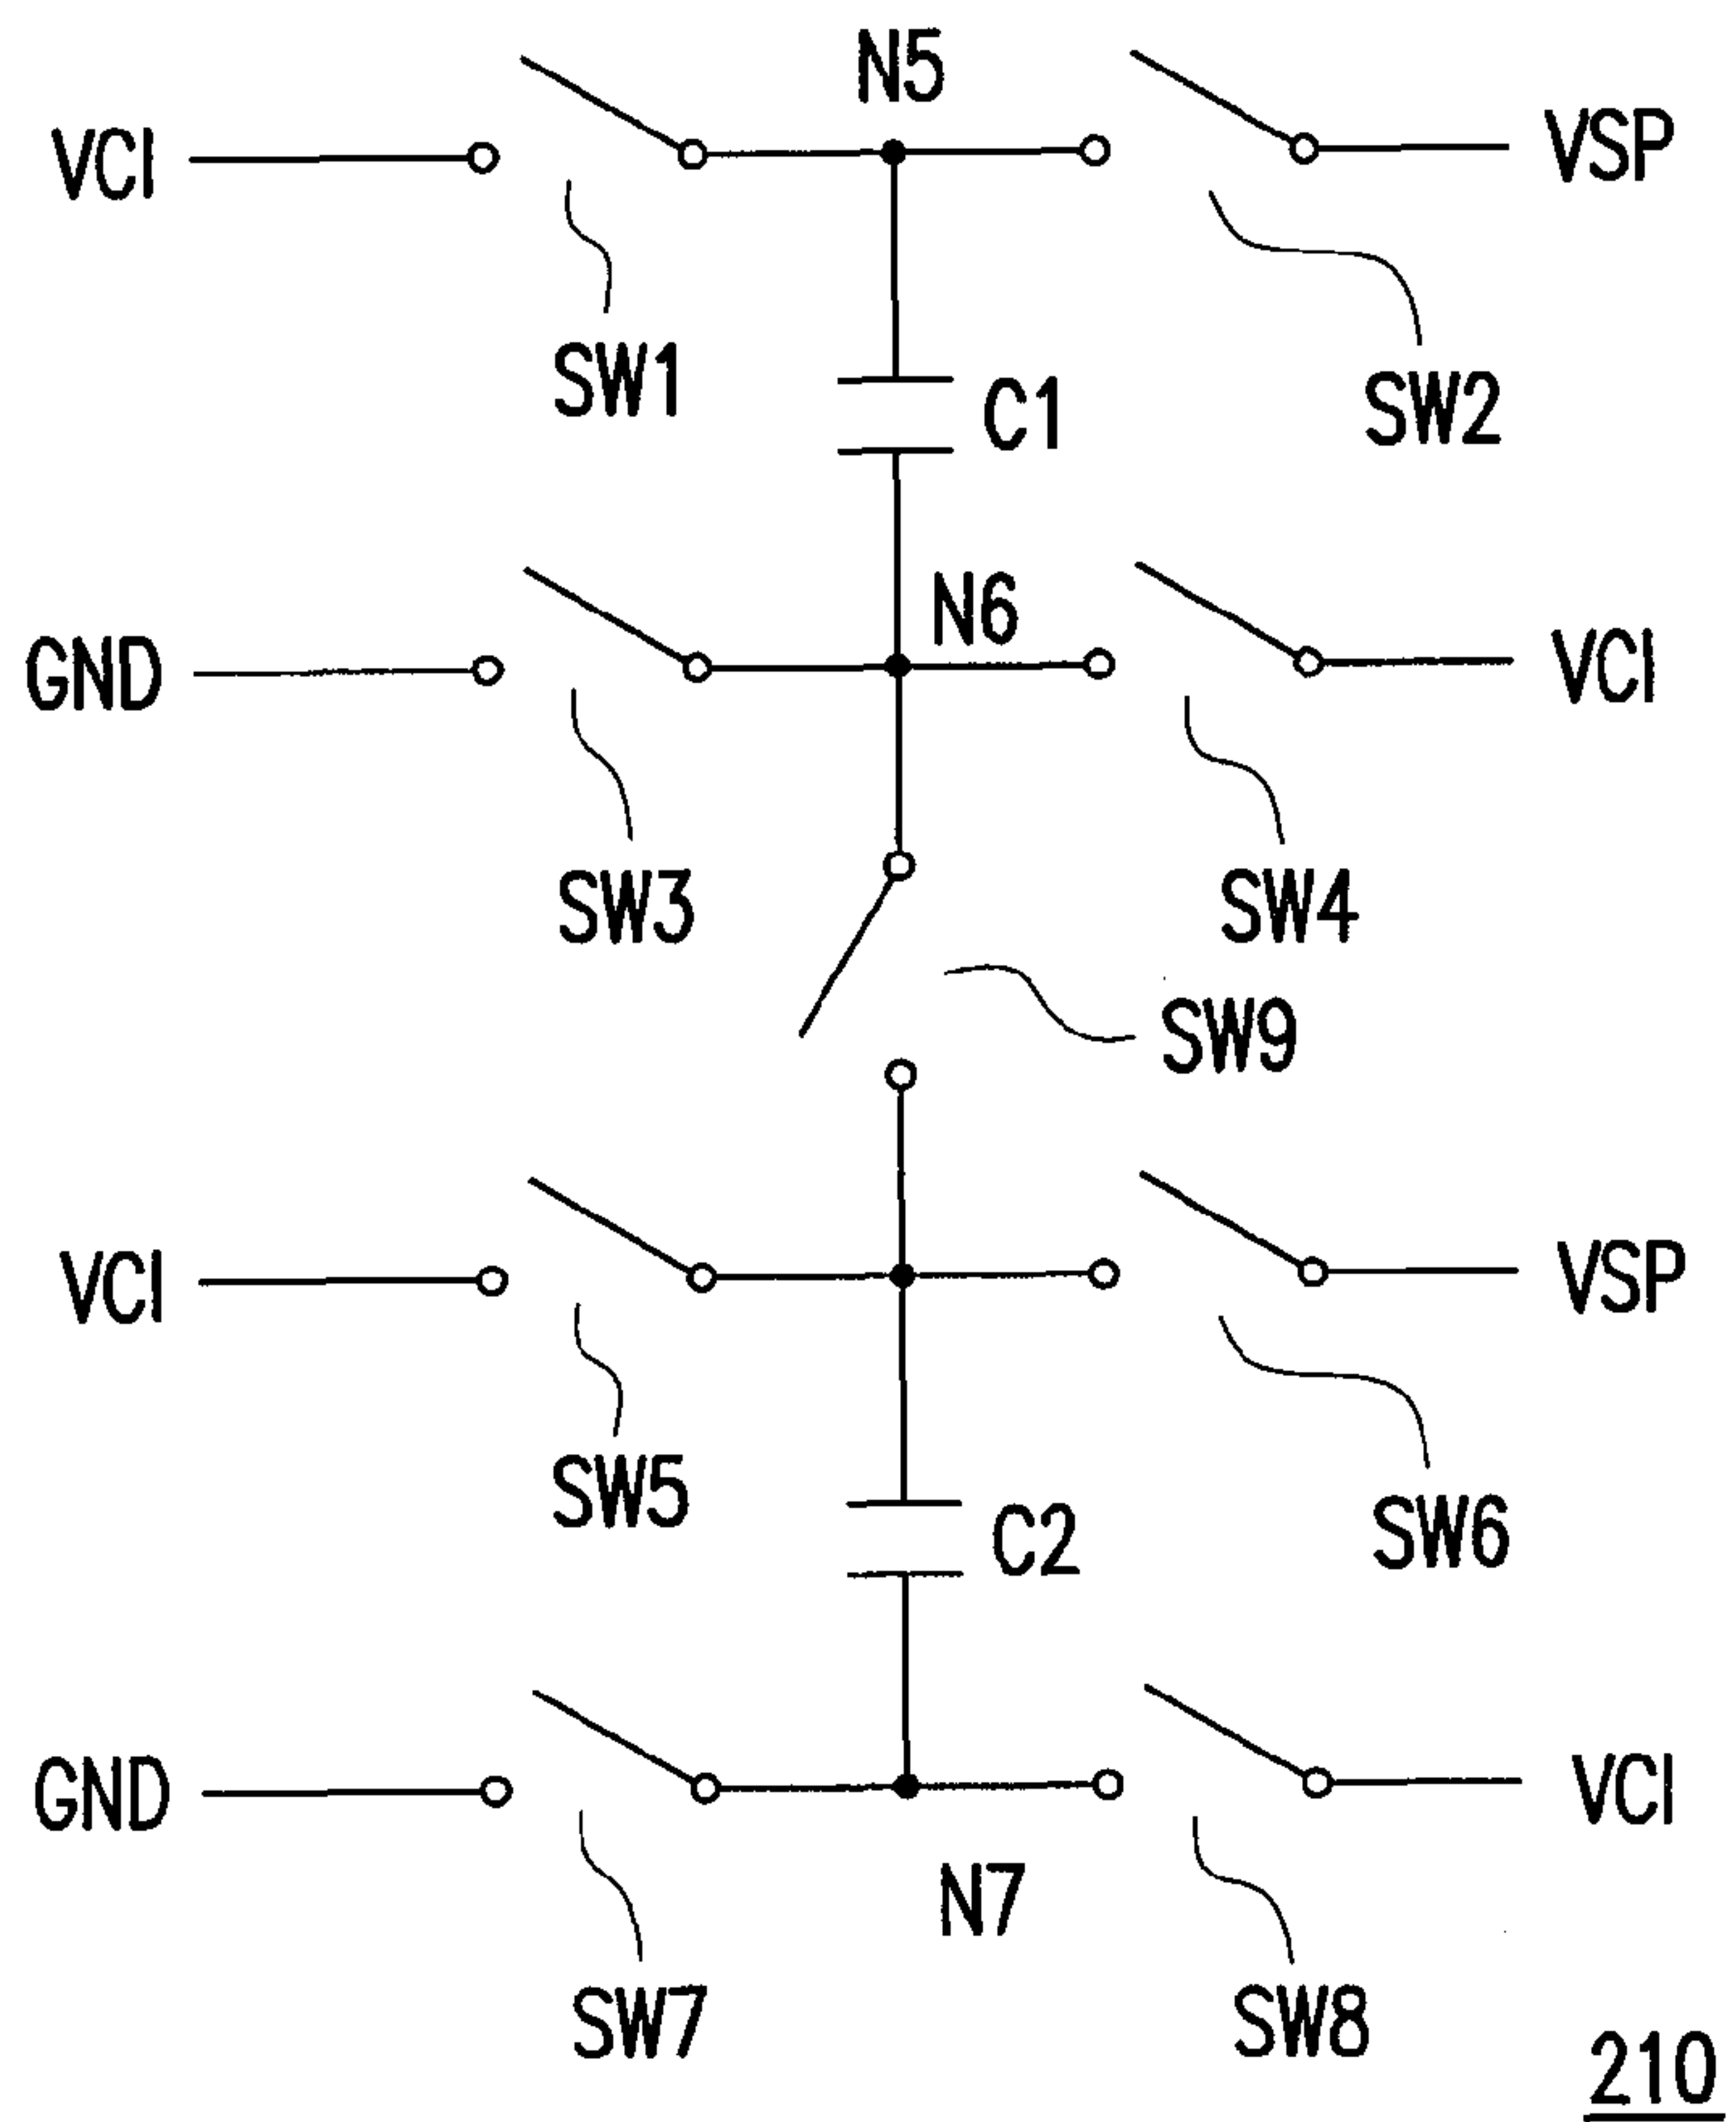 N5
VCI
VSP
SW1
SW2
C1
N6
GND
VCI
SW3
SW4
SW9
VCI
VSP
SW5
SW6
C2
GND
VCI
N7
SW7
SW8
210